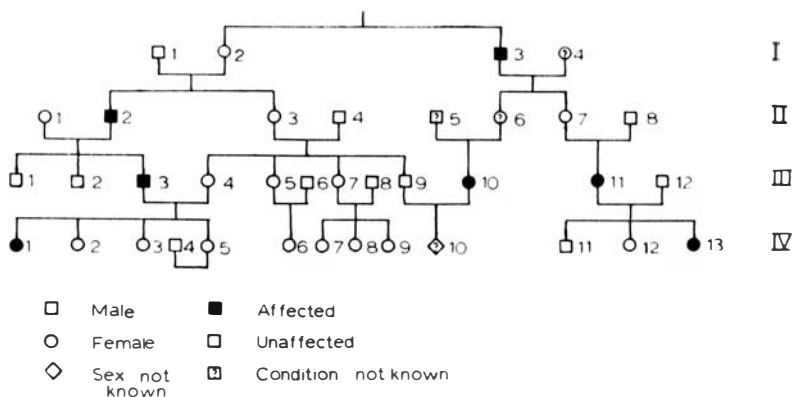 1 2 3 ? 4 I
1 2 3 4 ? 5 ? 6 7 8 II
1 2 3 4 5 6 7 8 9 10 11 12 III
1 2 3 4 5 6 7 8 9 ? 10 11 12 13 IV
Male Affected
Female Unaffected
Sex not ? Condition not known
known